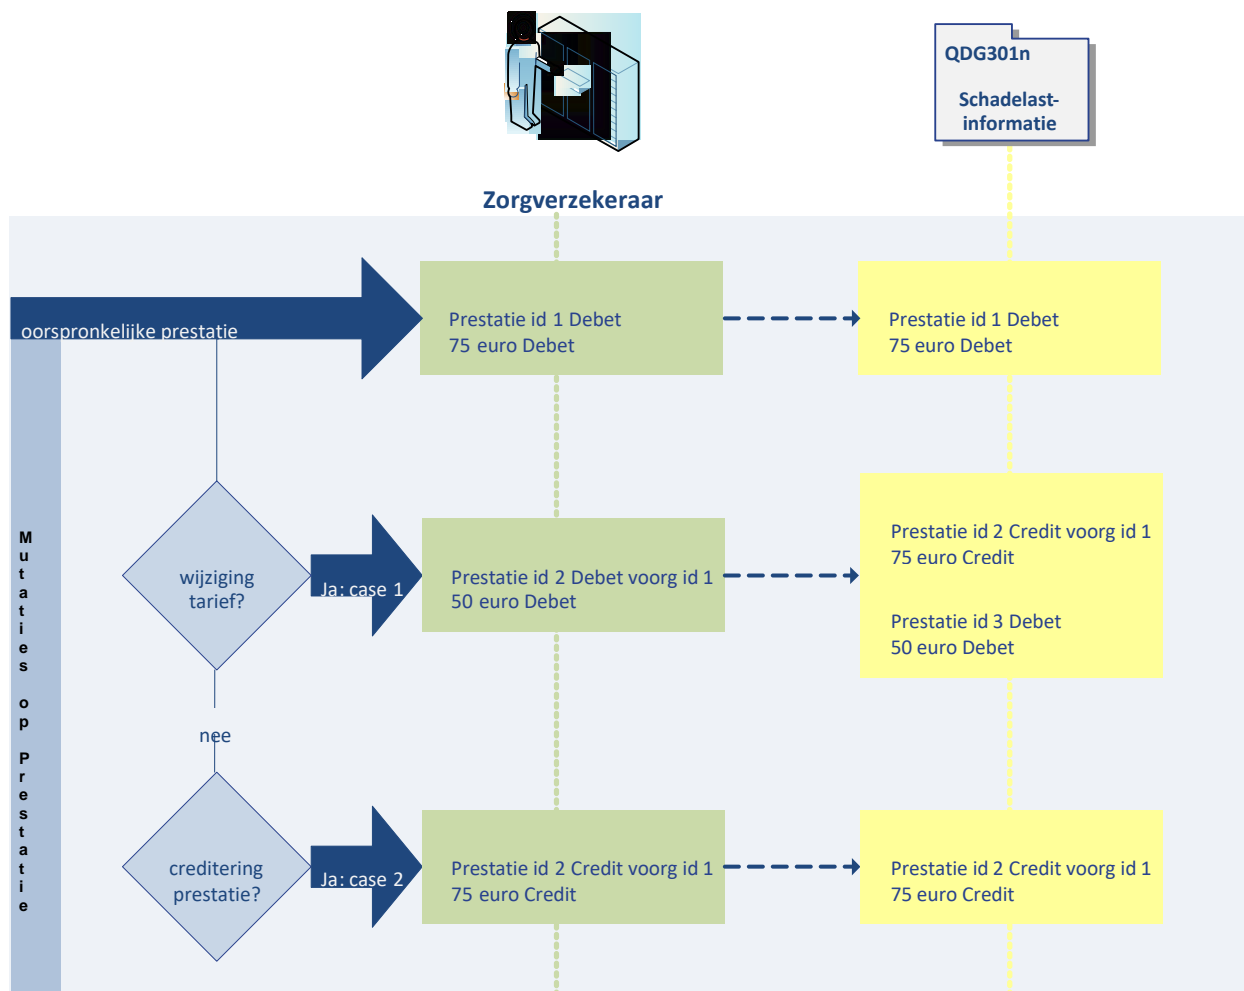 QDG301n
Schadelast-
informatie
Zorgverzekeraar
oorspronkelijke prestatie
Prestatie id 1 Debet
75 euro Debet
Prestatie id 1 Debet
75 euro Debet
Mutaties op Prestatie
wijziging
tarief?
Ja: case 1
Prestatie id 2 Debet voorg id 1
50 euro Debet
Prestatie id 2 Credit voorg id 1
75 euro Credit
Prestatie id 3 Debet
50 euro Debet
nee
creditering
prestatie?
Ja: case 2
Prestatie id 2 Credit voorg id 1
75 euro Credit
Prestatie id 2 Credit voorg id 1
75 euro Credit